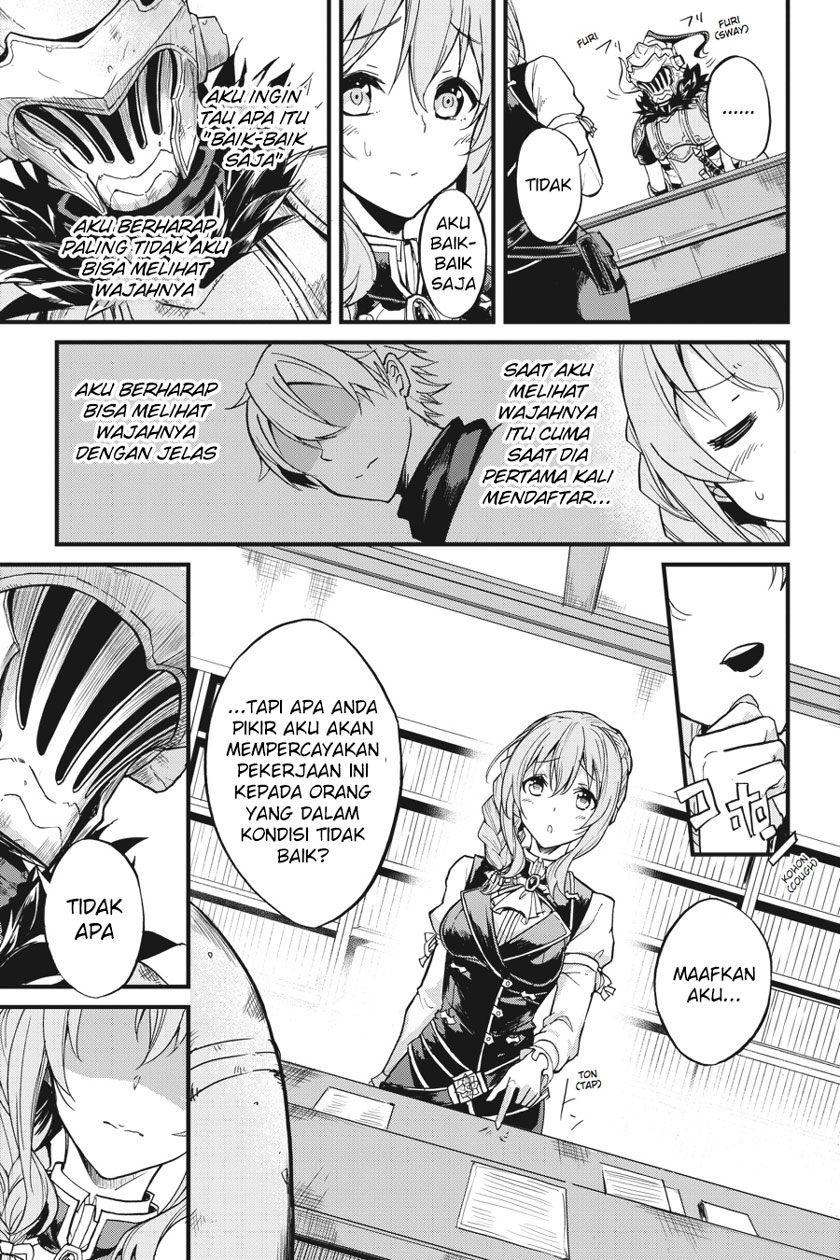 FURI
フリ
フリ
FURI
(SWAY)
......
TIDAK
AKU
BAIK-
BAIK
SAJA
AKU INGIN
TAU APA ITU
"BAIK-BAIK
SAJA"
AKU BERHARAP
PALING TIDAK AKU
BISA MELIHAT
WAJAHNYA
SAAT AKU
MELIHAT
WAJAHNYA
ITU CUMA
SAAT DIA
PERTAMA KALI
MENDAFTAR...
AKU BERHARAP
BISA MELIHAT
WAJAHNYA
DENGAN JELAS
コホン
KOHON
(COUGH)
MAAFKAN
AKU...
...TAPI APA ANDA
PIKIR AKU AKAN
MEMPERCAYAKAN
PEKERJAAN INI
KEPADA ORANG
YANG DALAM
KONDISI TIDAK
BAIK?
TON
(TAP)
ト
TIDAK
APA